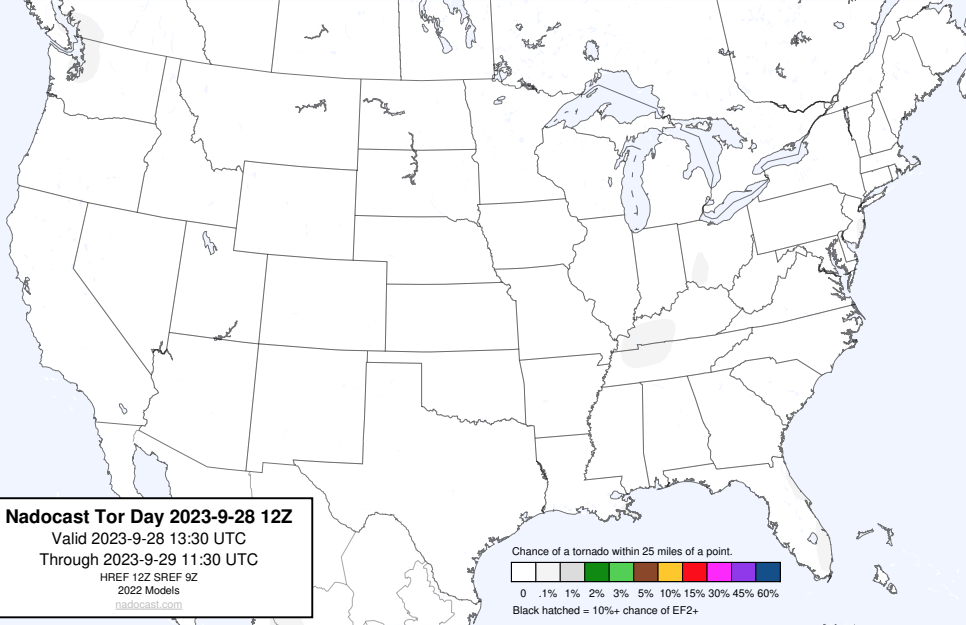 Nadocast Tor Day 2023-9-28 12Z
Valid 2023-9-28 13:30 UTC
Through 2023-9-29 11:30 UTC
HREF 12Z SREF 9Z
2022 Models
nadocast.com
Chance of a tornado within 25 miles of a point.
0 .1% 1% 2% 3% 5% 10% 15% 30% 45% 60%
Black hatched = 10%+ chance of EF2+